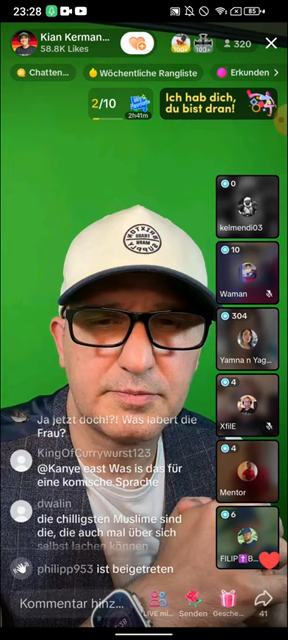 23:28
85
Kian Kerman...
58.8K Likes
100+
100+
320
Chatten...
Wöchentliche Rangliste
Erkunden
2/10
2h41m
Ich hab dich,
du bist dran!
0
kelmendi03
10
Waman
304
Yamna n Yag...
4
XfilE
4
Mentor
6
FILIP✝B...
Ja jetzt doch!?! Was labert die
Frau?
KingOfCurrywurst123
@Kanye east Was is das für
eine komische Sprache
dwalin
die chilligsten Muslime sind
die, die auch mal über sich
selbst lachen können
philipp953 ist beigetreten
Kommentar hinz...
LIVE mi...
Senden
Gesche...
41